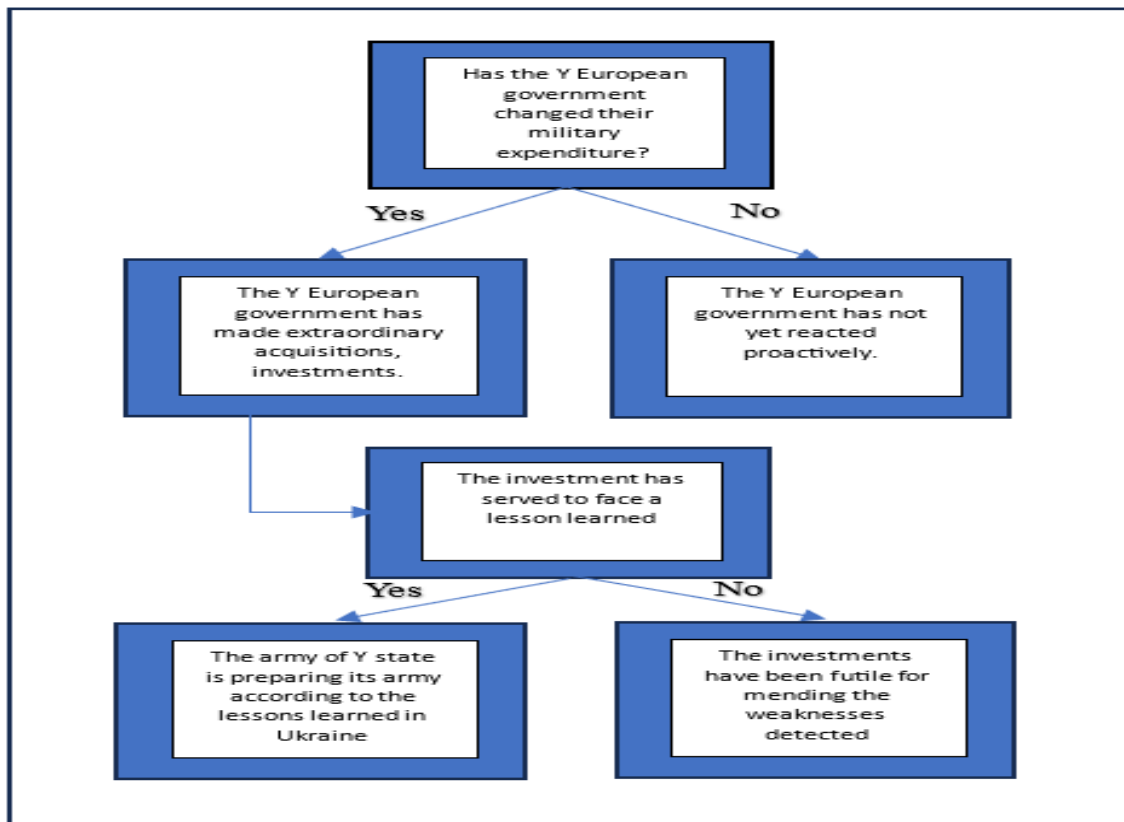 Has the Y European
government
changed their
military
expenditure?
Yes
No
The Y European
government has
made extraordinary
acquisitions,
investments.
The Y European
government has not
yet reacted
proactively.
The investment has
served to face a
lesson learned
Yes
No
The army of Y state
is preparing its army
according to the
lessons learned in
Ukraine
The investments
have been futile for
mending the
weaknesses
detected